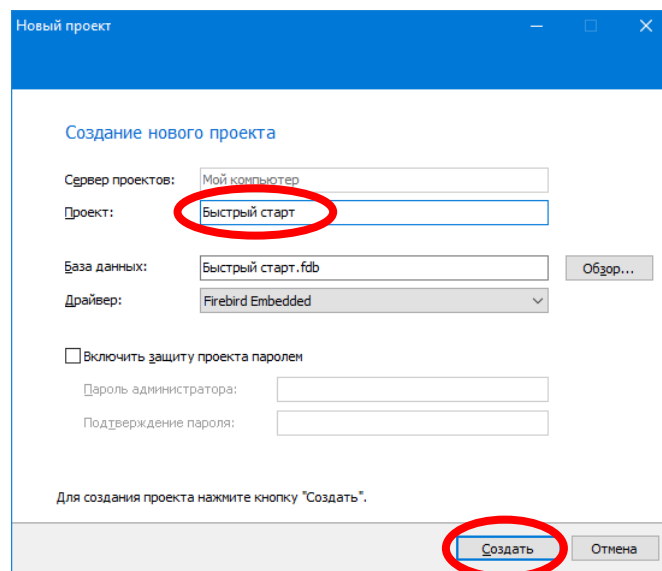 Новый проект
Создание нового проекта
Сервер проектов: Мой компьютер
Проект: Быстрый старт
База данных: Быстрый старт.fdb Обзор...
Драйвер: Firebird Embedded
Включить защиту проекта паролем
Пароль администратора:
Подтверждение пароля:
Для создания проекта нажмите кнопку "Создать".
Создать Отмена